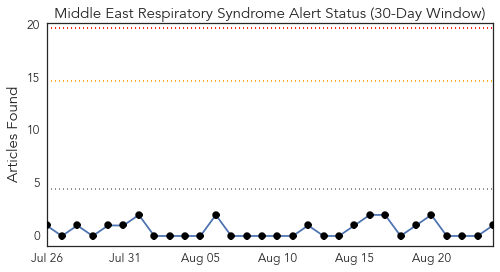 Middle East Respiratory Syndrome Alert Status (30-Day Window)
20
15
10
5
0
Articles Found
Jul 26 Jul 31 Aug 05 Aug 10 Aug 15 Aug 20